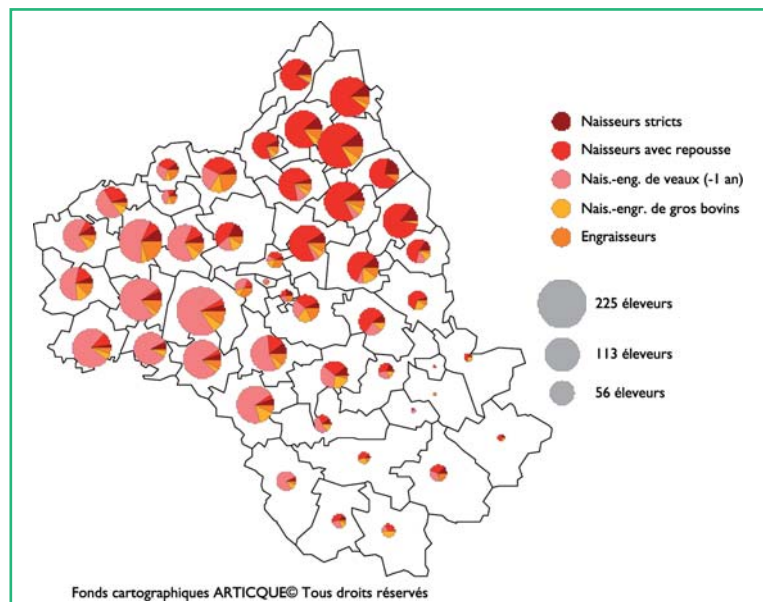 Naisseurs stricts
Naisseurs avec repousse
Nais.-eng. de veaux (-1 an)
Nais.-engr. de gros bovins
Engraisseurs
225 éleveurs
113 éleveurs
56 éleveurs
Fonds cartographiques ARTICQUE© Tous droits réservés